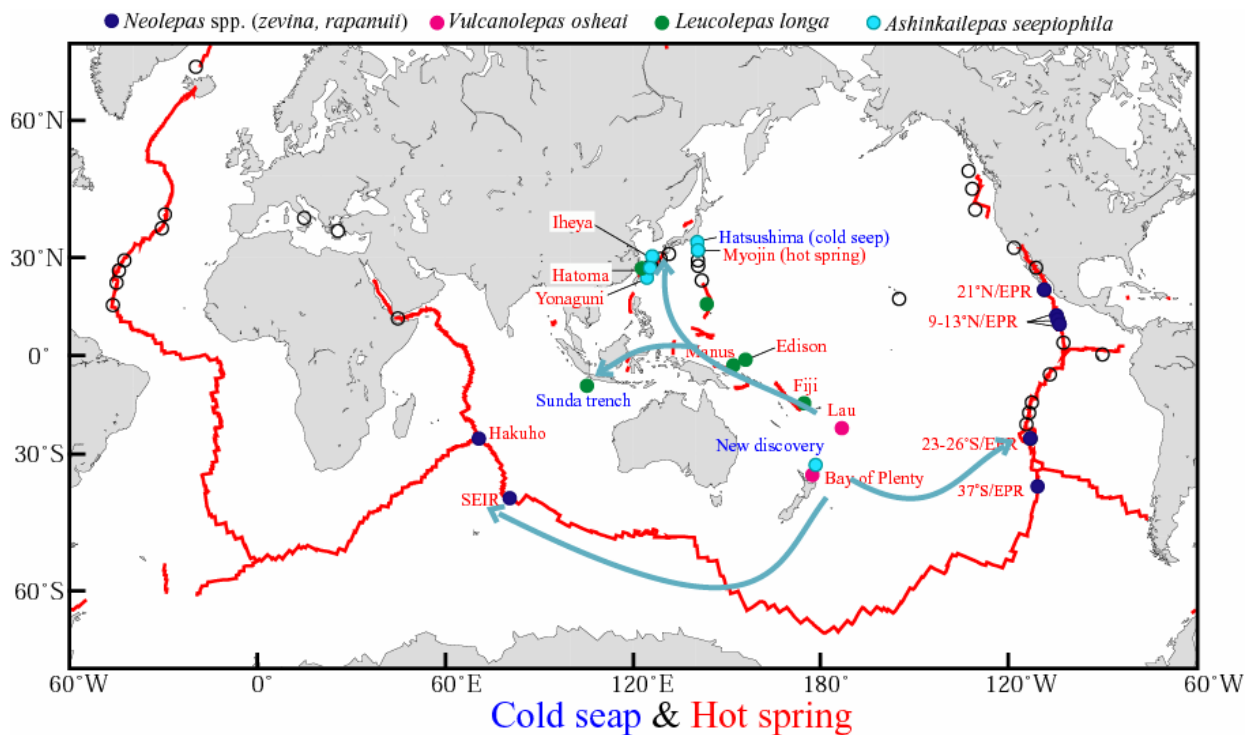 Neolepas spp. (zevina, rapanuii) Vulcanolepas osheai Leucolepas longa Ashinkailepas seepiophila
60˚N
Iheya
Hatsushima (cold seep)
30˚N
Myojin (hot spring)
Hatoma
Yonaguni
21˚N/EPR
9-13˚N/EPR
0˚
Manus
Edison
Sunda trench
Fiji
Lau
Hakuho
New discovery
23-26˚S/EPR
30˚S
Bay of Plenty
SEIR
37˚S/EPR
60˚S
60˚W 0˚ 60˚E 120˚E 180˚ 120˚W 60˚W
Cold seap & Hot spring